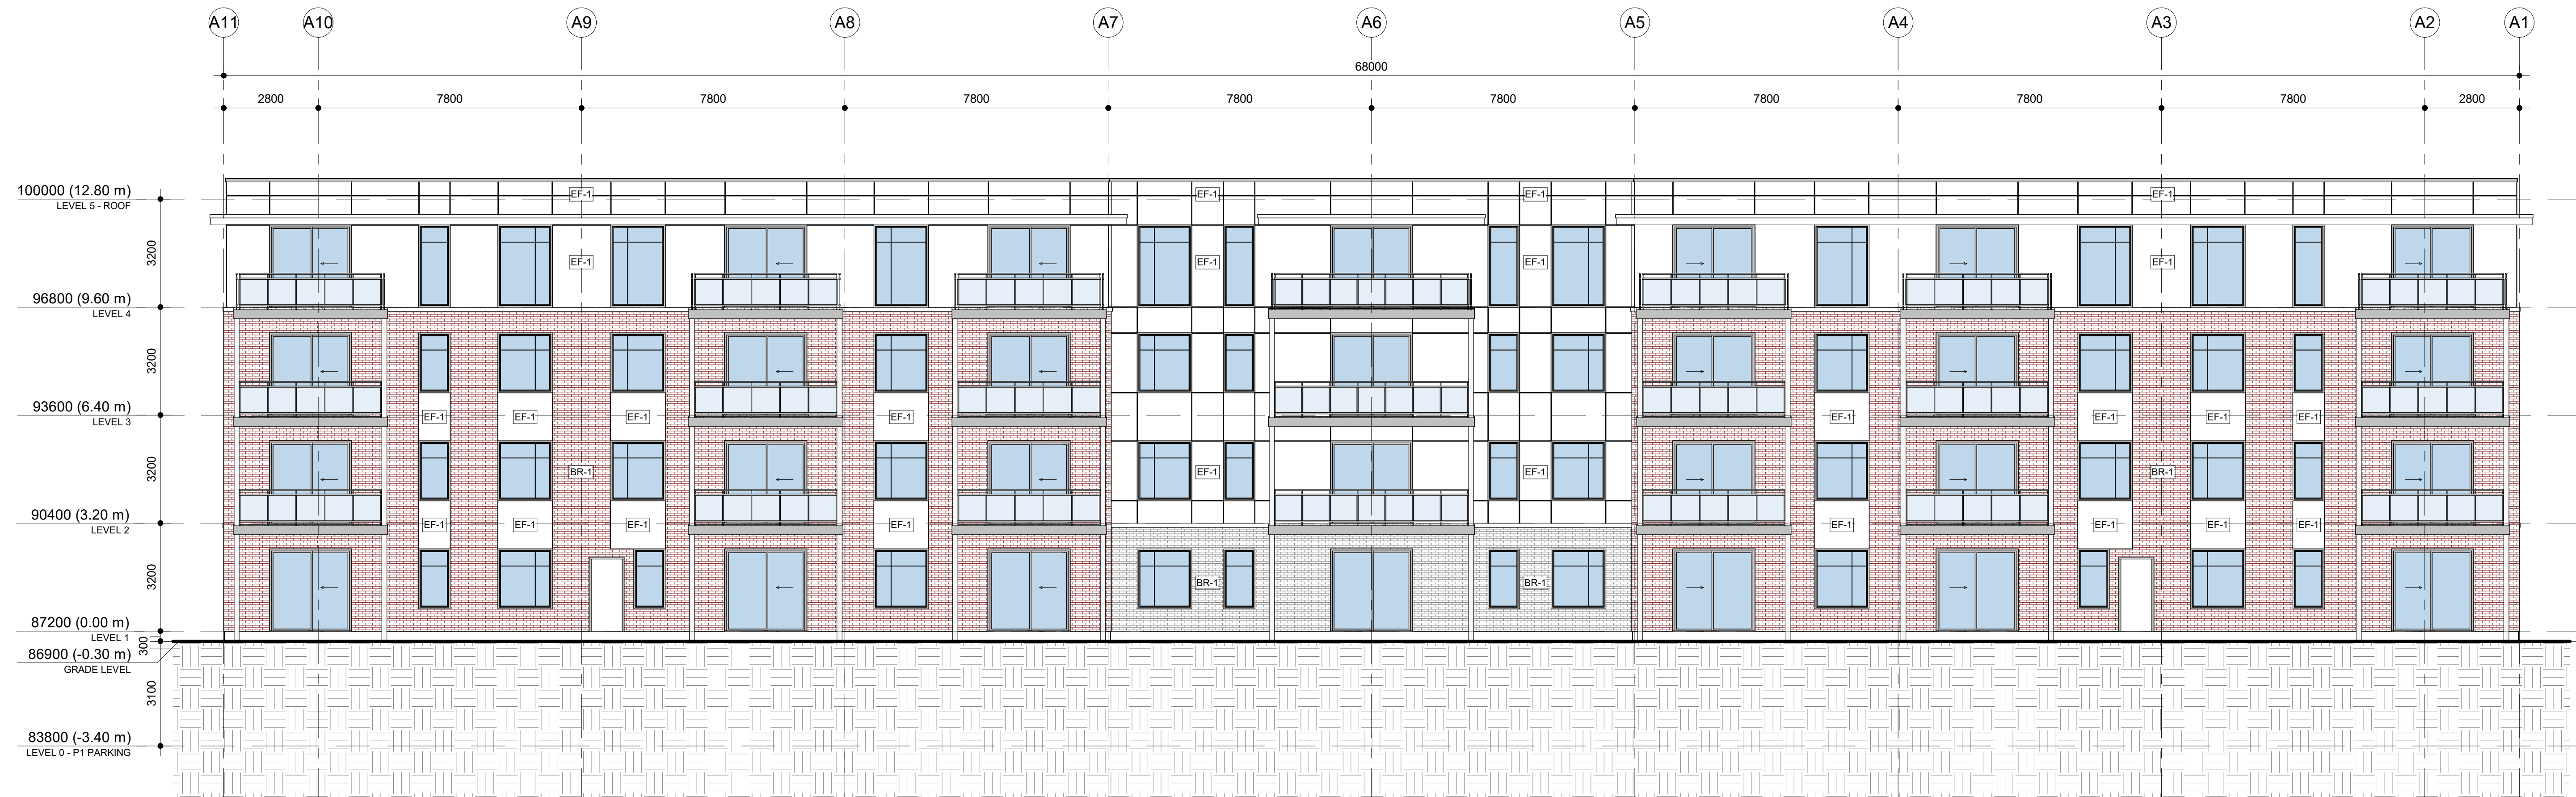 A11 A10 A9 A8 A7 A6 A5 A4 A3 A2 A1
68000
2800 7800 7800 7800 7800 7800 7800 7800 7800 2800
100000 (12.80 m)
LEVEL 5 - ROOF
EF-1 EF-1 EF-1 EF-1
3200
EF-1 EF-1 EF-1 EF-1
96800 (9.60 m)
LEVEL 4
3200
93600 (6.40 m)
LEVEL 3
EF-1 EF-1 EF-1 EF-1 EF-1 EF-1 EF-1 EF-1
3200
BR-1 EF-1 EF-1 BR-1
90400 (3.20 m)
LEVEL 2
EF-1 EF-1 EF-1 EF-1 EF-1 EF-1 EF-1 EF-1
3200
BR-1 BR-1
87200 (0.00 m)
LEVEL 1
300
86900 (-0.30 m)
GRADE LEVEL
3100
83800 (-3.40 m)
LEVEL 0 - P1 PARKING